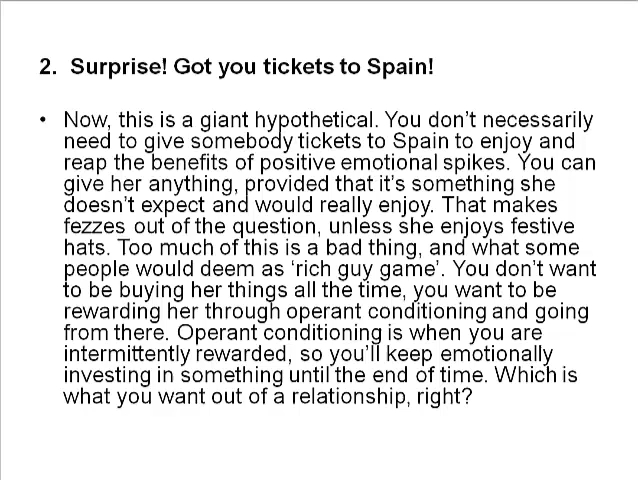 2. Surprise! Got you tickets to Spain!
• Now, this is a giant hypothetical. You don’t necessarily
need to give somebody tickets to Spain to enjoy and
reap the benefits of positive emotional spikes. You can
give her anything, provided that it’s something she
doesn’t expect and would really enjoy. That makes
fezzes out of the question, unless she enjoys festive
hats. Too much of this is a bad thing, and what some
people would deem as ‘rich guy game’. You don’t want
to be buying her things all the time, you want to be
rewarding her through operant conditioning and going
from there. Operant conditioning is when you are
intermittently rewarded, so you’ll keep emotionally
investing in something until the end of time. Which is
what you want out of a relationship, right?